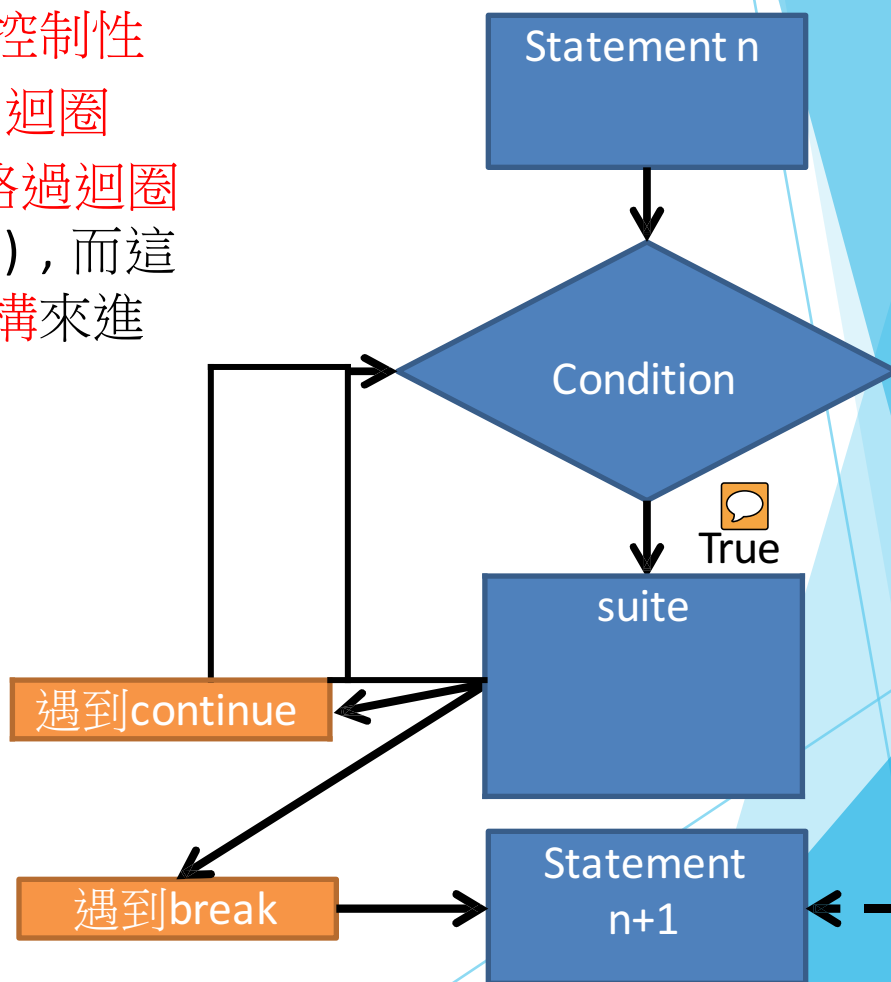 控制性
迴圈
略過迴圈
) , 而這
構來進
Statement n
Condition
True
suite
遇到continue
遇到break
Statement
n+1